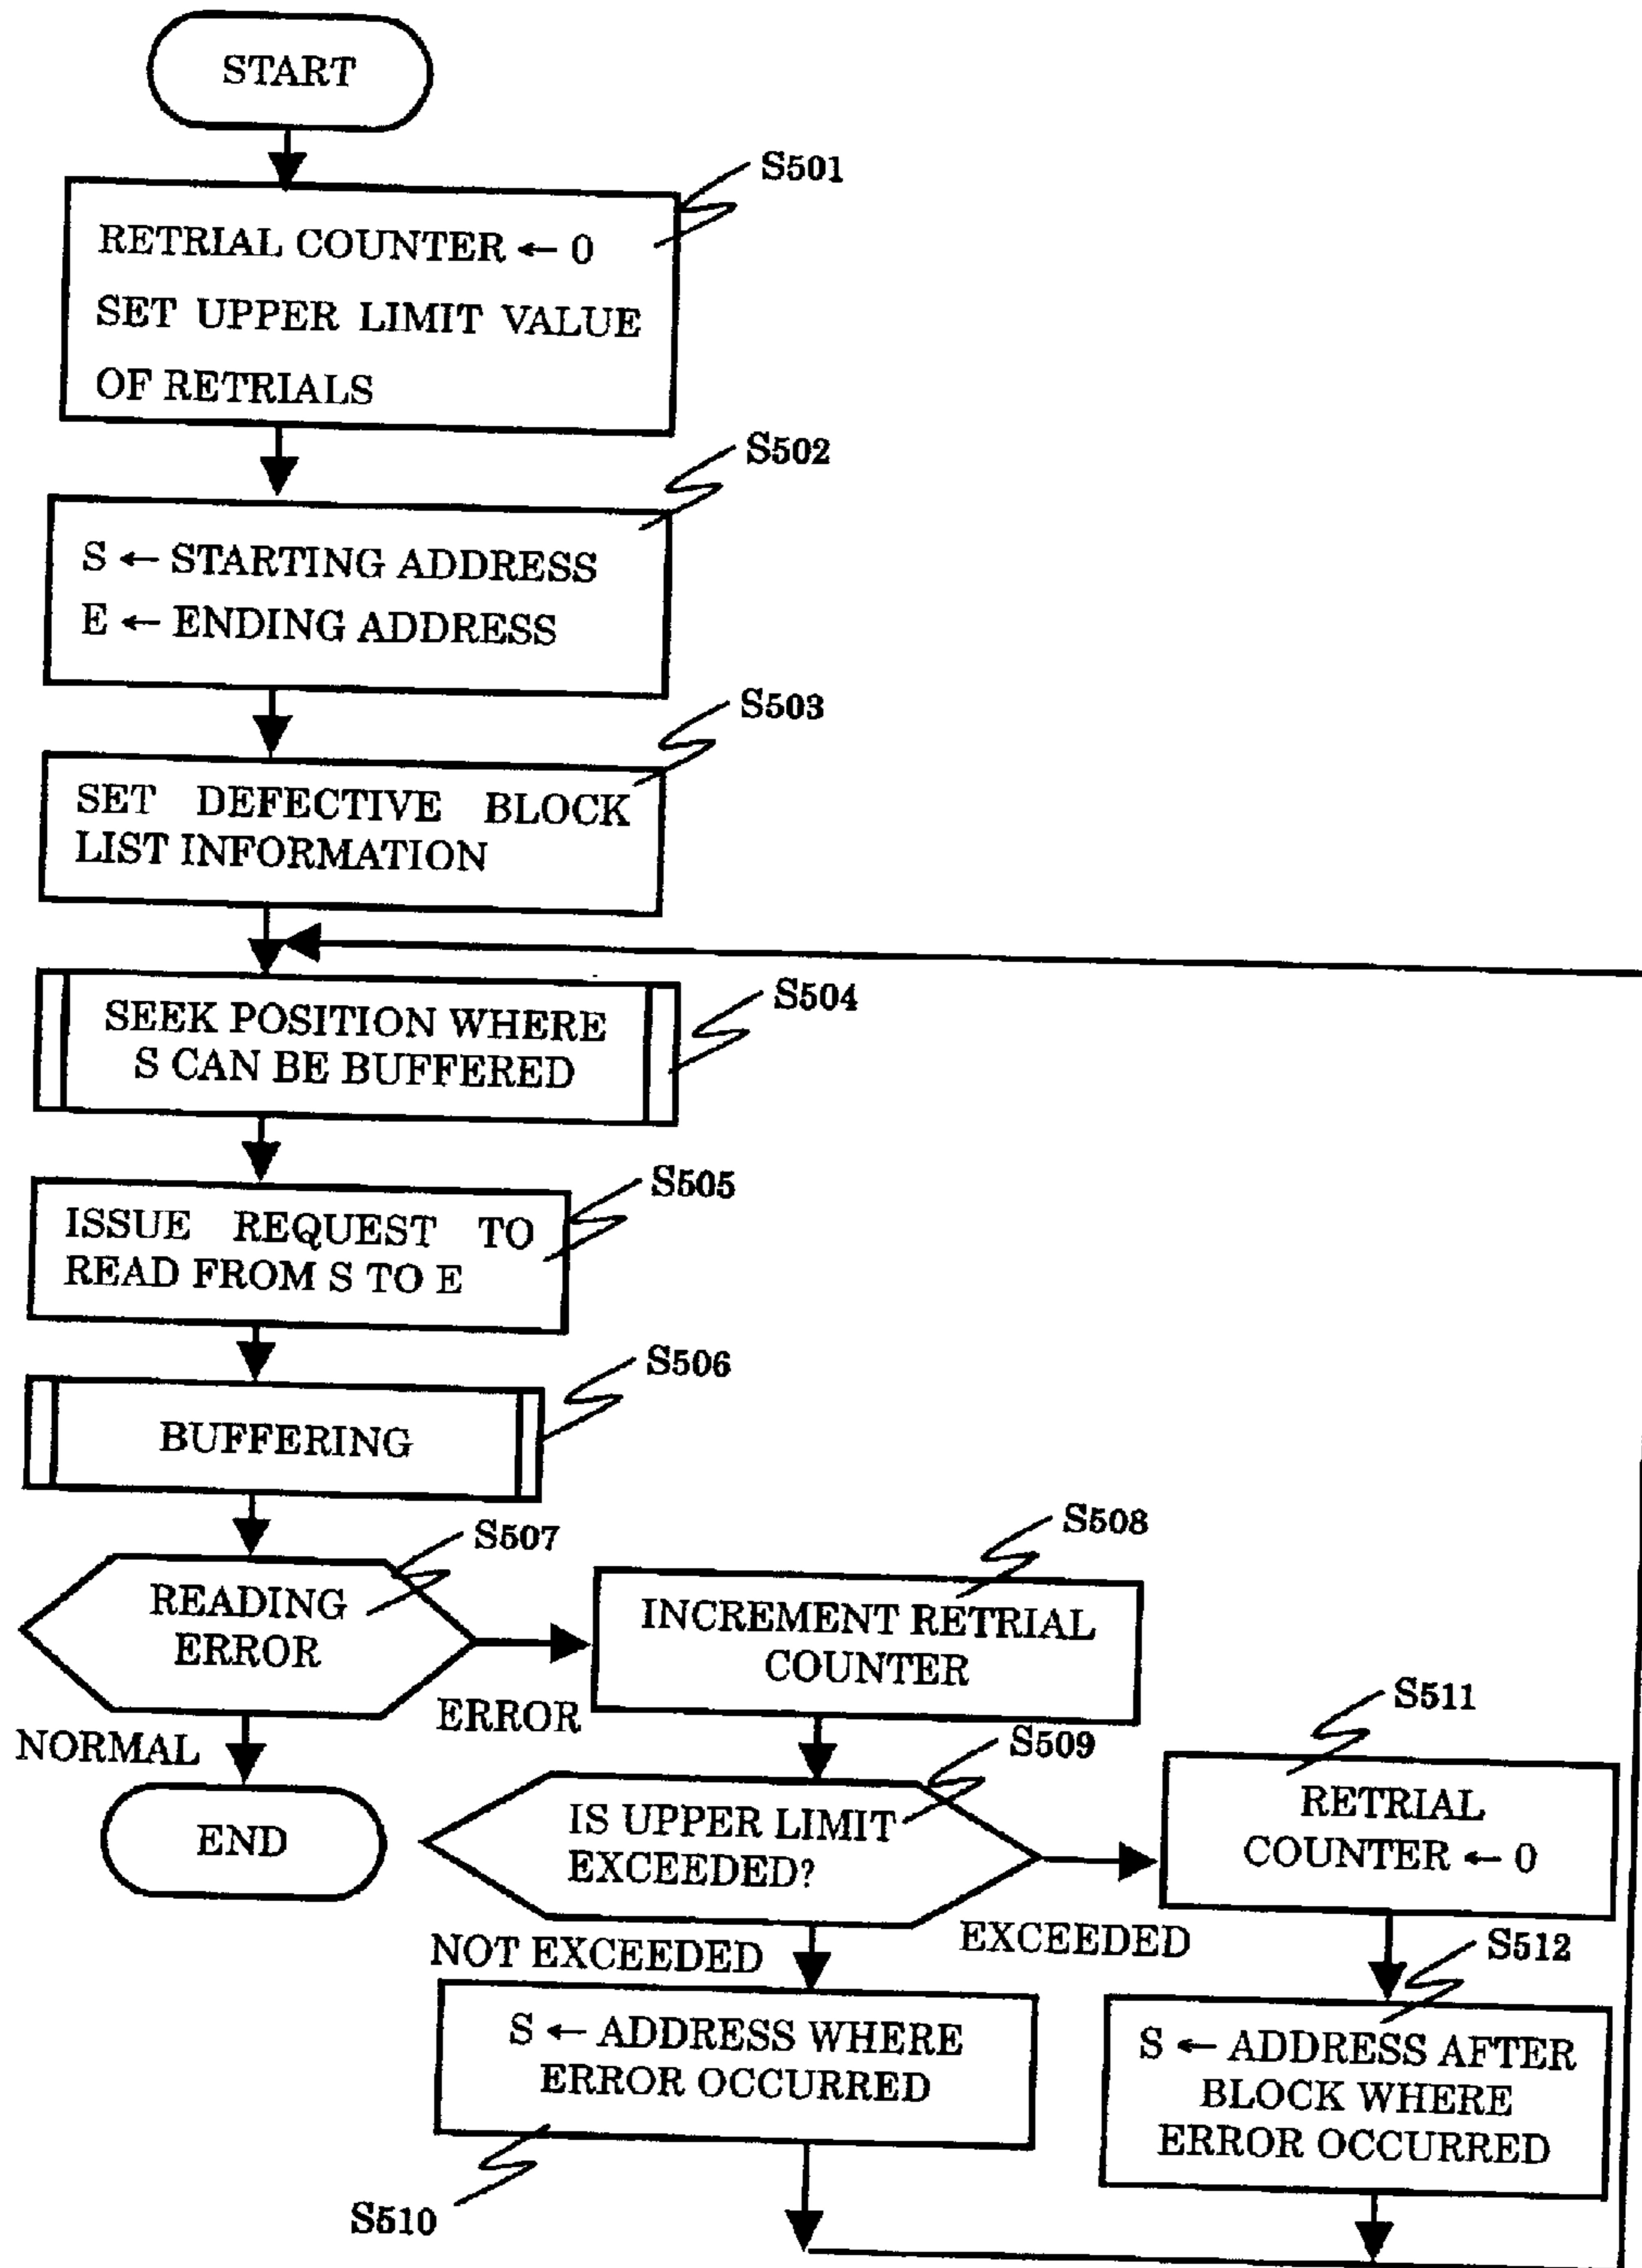 START
S501
RETRIAL COUNTER ← 0
SET UPPER LIMIT VALUE
OF RETRIALS
S502
S ← STARTING ADDRESS
E ← ENDING ADDRESS
S503
SET DEFECTIVE BLOCK
LIST INFORMATION
S504
SEEK POSITION WHERE
S CAN BE BUFFERED
S505
ISSUE REQUEST TO
READ FROM S TO E
S506
BUFFERING
S507
READING
ERROR
NORMAL
ERROR
END
S508
INCREMENT RETRIAL
COUNTER
S509
IS UPPER LIMIT
EXCEEDED?
NOT EXCEEDED
EXCEEDED
S510
S ← ADDRESS WHERE
ERROR OCCURRED
S511
RETRIAL
COUNTER ← 0
S512
S ← ADDRESS AFTER
BLOCK WHERE
ERROR OCCURRED